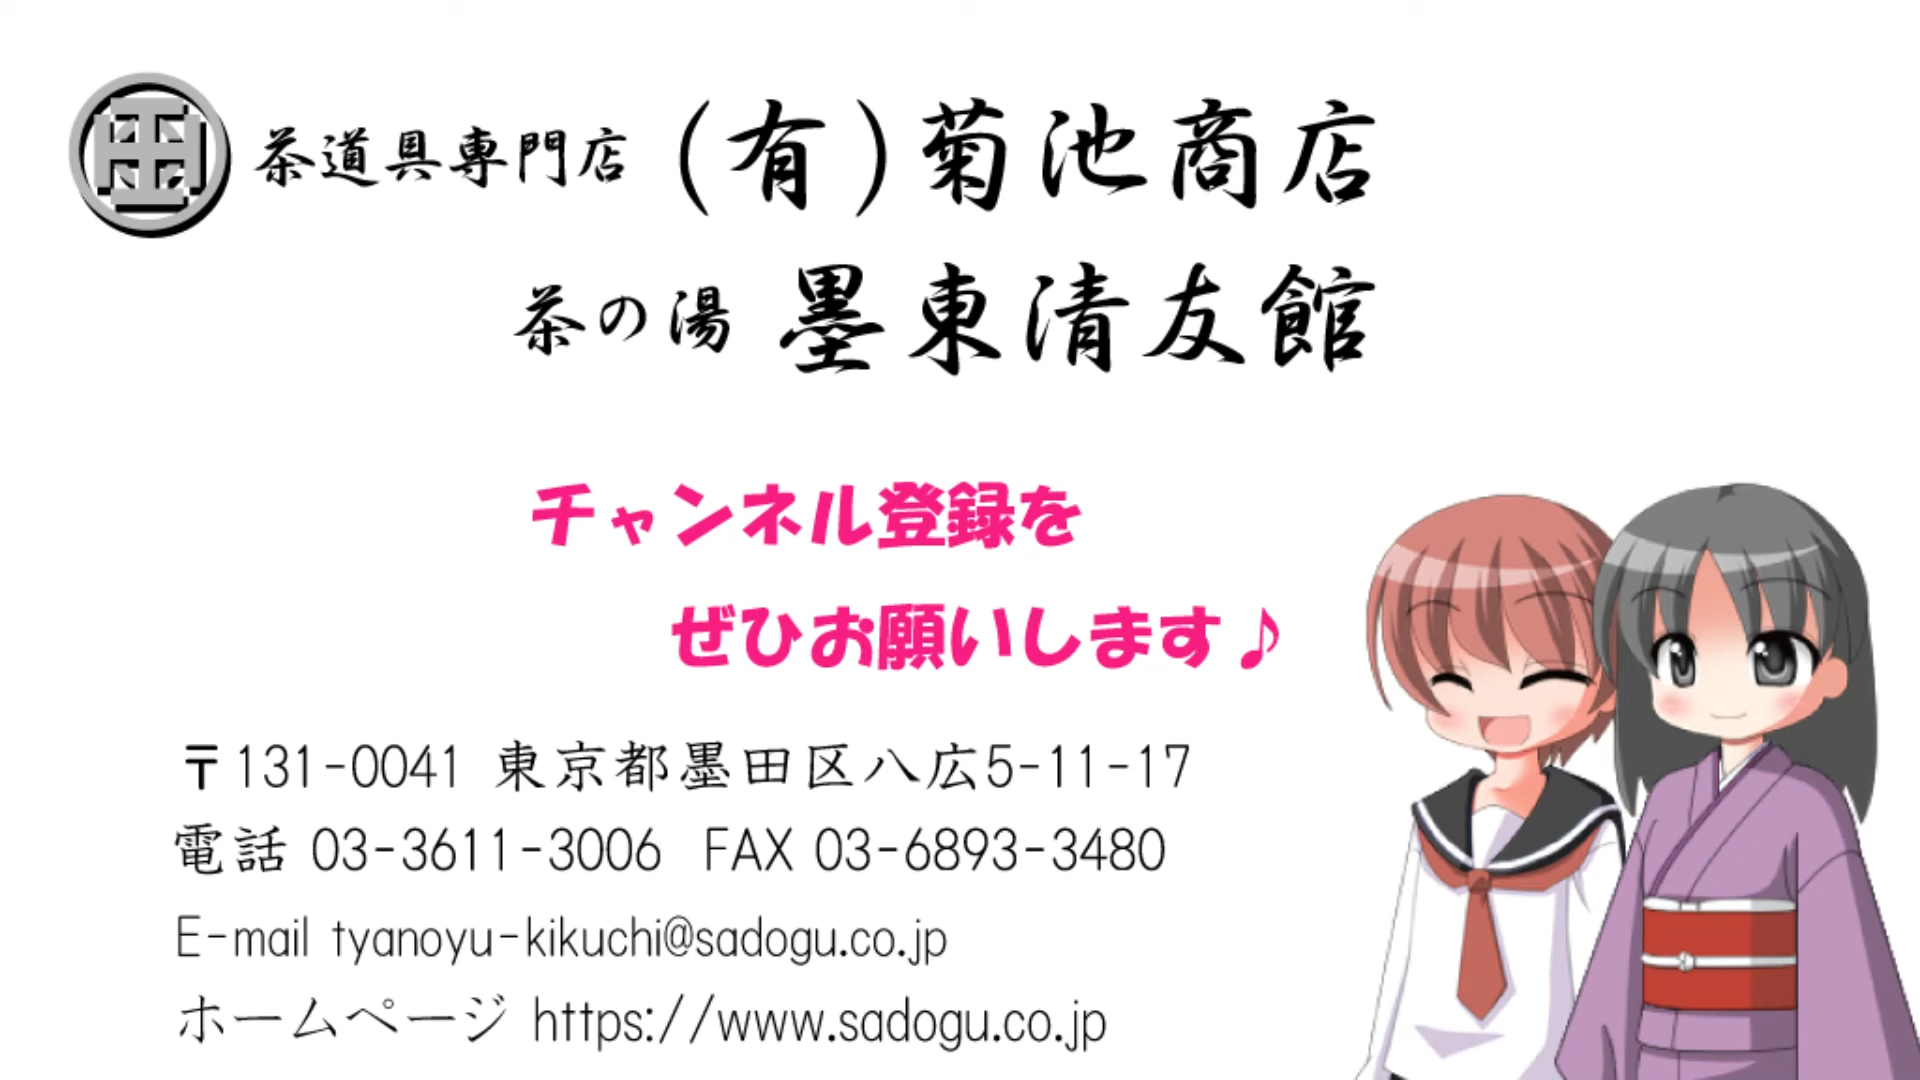 茶道具専門店 (有)菊池商店
茶の湯 墨東清友館
チャンネル登録を
ぜひお願いします♪
〒131-0041 東京都墨田区八広5-11-17
電話 03-3611-3006 FAX 03-6893-3480
E-mail tyanoyu-kikuchi@sadogu.co.jp
ホームページ https://www.sadogu.co.jp